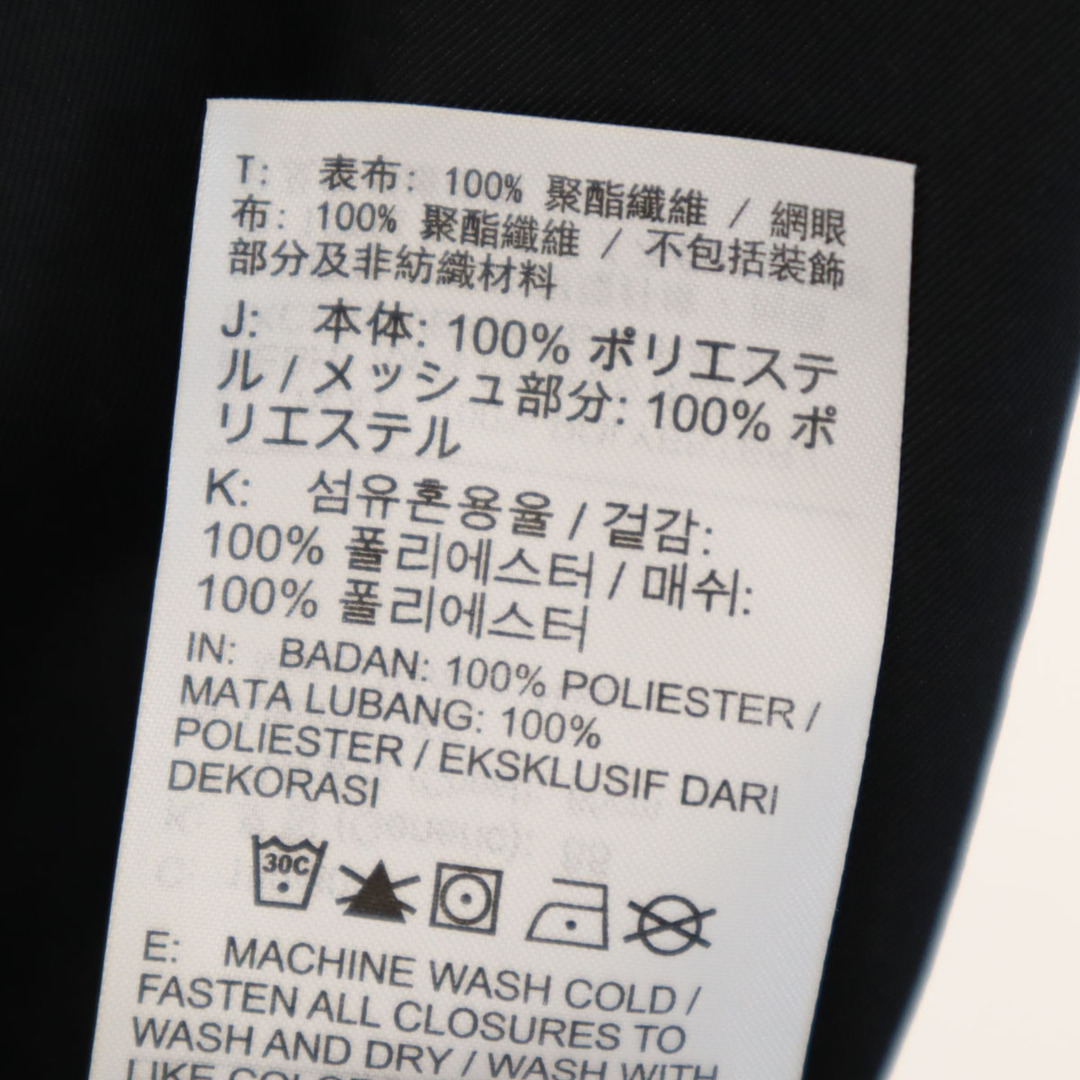 T: 表布: 100% 聚酯纖維 / 網眼
布: 100% 聚酯纖維 / 不包括裝飾
部分及非紡織材料
J: 本体: 100% ポリエステ
ル / メッシュ部分: 100% ポ
リエステル
K: 섬유혼용율 / 겉감:
100% 폴리에스터 / 매쉬:
100% 폴리에스터
IN: BADAN: 100% POLIESTER /
MATA LUBANG: 100%
POLIESTER / EKSKLUSIF DARI
DEKORASI
30C
E: MACHINE WASH COLD /
FASTEN ALL CLOSURES TO
WASH AND DRY / WASH WITH
LIKE